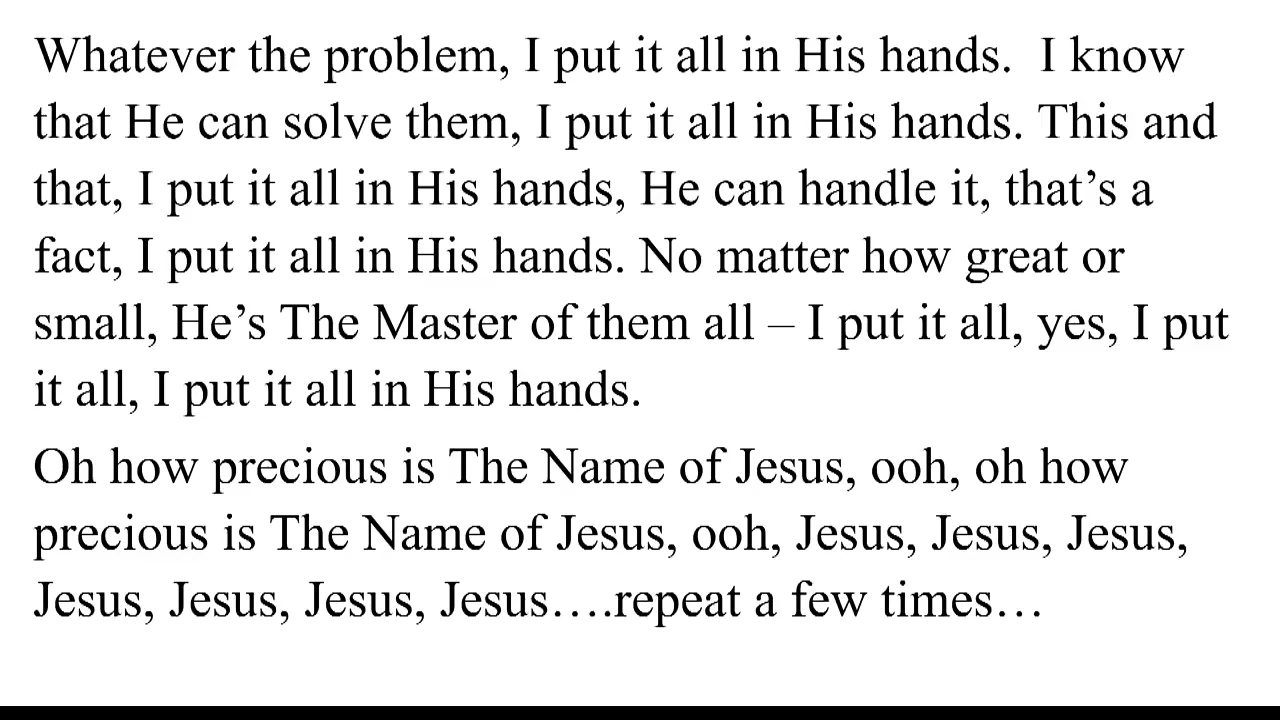 Whatever the problem, I put it all in His hands.  I know
that He can solve them, I put it all in His hands. This and
that, I put it all in His hands, He can handle it, that’s a
fact, I put it all in His hands. No matter how great or
small, He’s The Master of them all – I put it all, yes, I put
it all, I put it all in His hands.
Oh how precious is The Name of Jesus, ooh, oh how
precious is The Name of Jesus, ooh, Jesus, Jesus, Jesus,
Jesus, Jesus, Jesus, Jesus….repeat a few times…